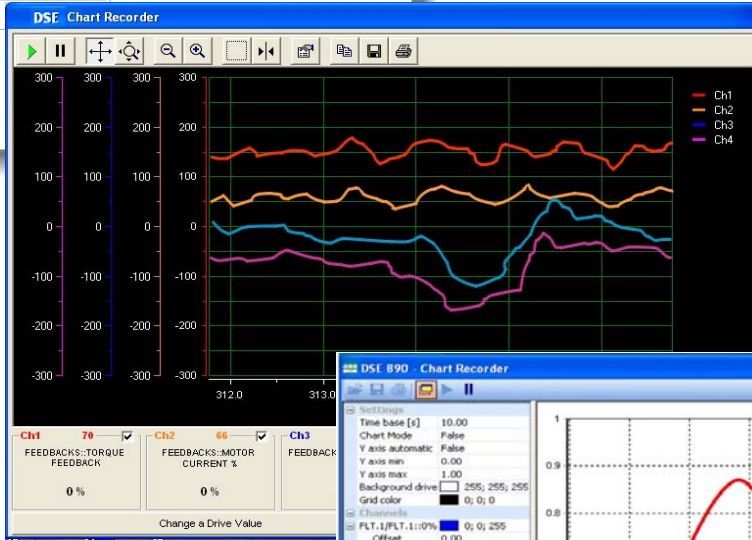 DSE Chart Recorder
300 300 300 300
Ch1
Ch2
Ch3
Ch4
200 200 200 200
100 100 100 100
0 0 0 0
-100 -100 -100 -100
-200 -200 -200 -200
-300 -300 -300 -300
312.0 313.0
Ch1 70
FEEDBACKS::TORQUE
FEEDBACK
0 %
Ch2 66
FEEDBACKS::MOTOR
CURRENT %
0 %
Ch3
FEEDBACK
Change a Drive Value
DSE 890 - Chart Recorder
Settings
Time base [s] 10.00
Chart Mode False
Y axis automatic False
Y axis min 0.00
Y axis max 1.00
Background drive 255; 255; 255
Grid color 0; 0; 0
Channels
FLT.1/FLT.1::0% 0; 0; 255
Offset 0.00
1
0.9
0.8